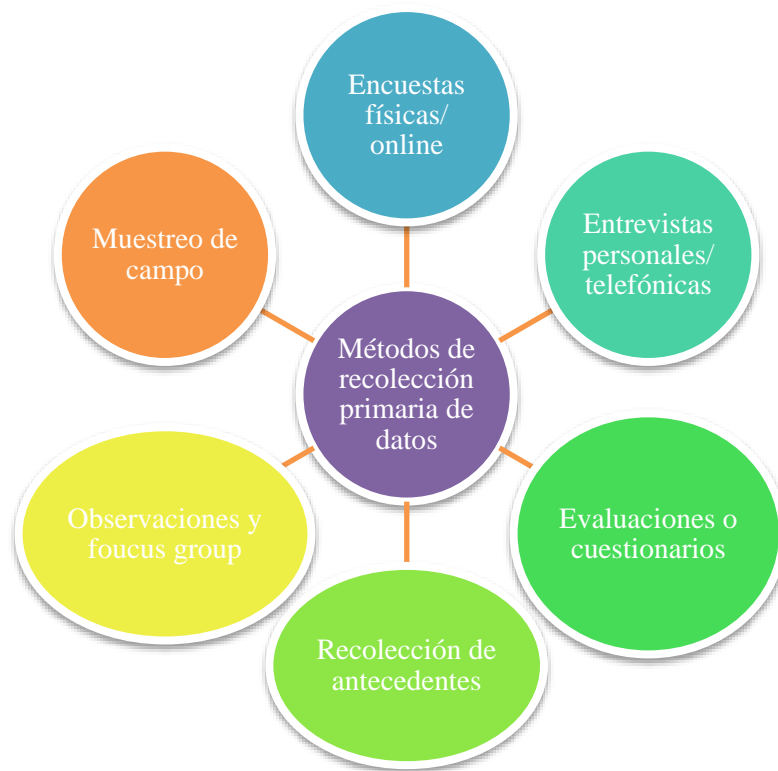 Encuestas
físicas/
online
Entrevistas
personales/
telefónicas
Evaluaciones o
cuestionarios
Recolección de
antecedentes
Observaciones y
foucus group
Muestreo de
campo
Métodos de
recolección
primaria de
datos